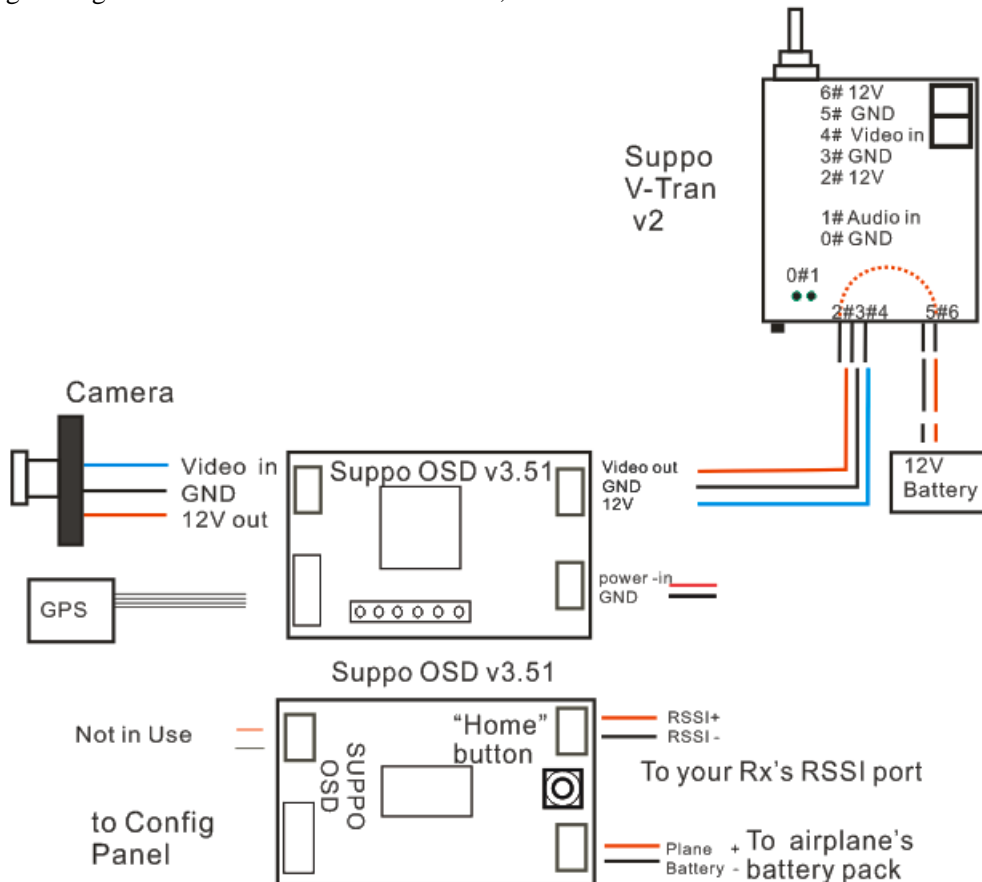 6# 12V
5# GND
4# Video in
3# GND
2# 12V
1# Audio in
0# GND
0#1
2#3#4
5#6
Suppo
V-Tran
v2
12V
Battery
Camera
Video in
GND
12V out
Suppo OSD v3.51
Video out
GND
12V
power -in
GND
GPS
Suppo OSD v3.51
Not in Use
to Config
Panel
SUPPO
OSD
"Home"
button
RSSI+
RSSI -
To your Rx's RSSI port
Plane +
Battery -
To airplane's
battery pack